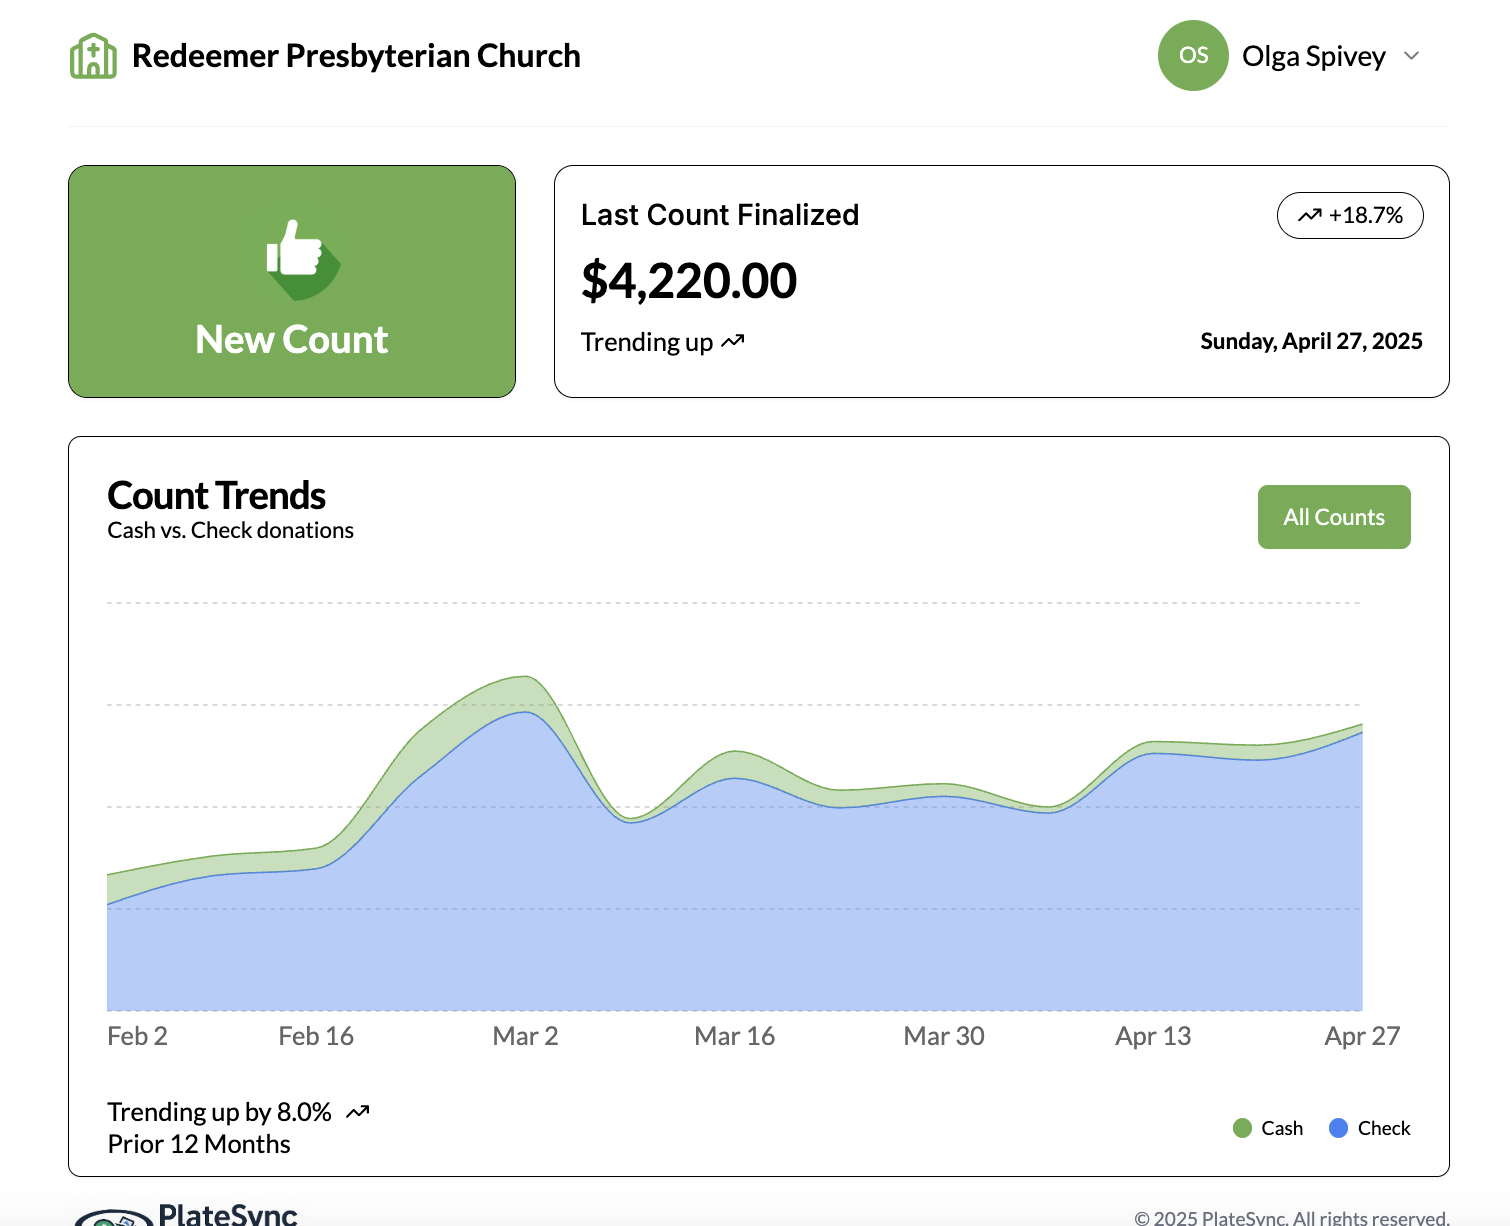 Redeemer Presbyterian Church
OS
Olga Spivey
New Count
Last Count Finalized
+18.7%
$4,220.00
Trending up
Sunday, April 27, 2025
Count Trends
Cash vs. Check donations
All Counts
Feb 2 Feb 16 Mar 2 Mar 16 Mar 30 Apr 13 Apr 27
Trending up by 8.0%
Prior 12 Months
Cash Check
PlateSync
© 2025 PlateSync. All rights reserved.